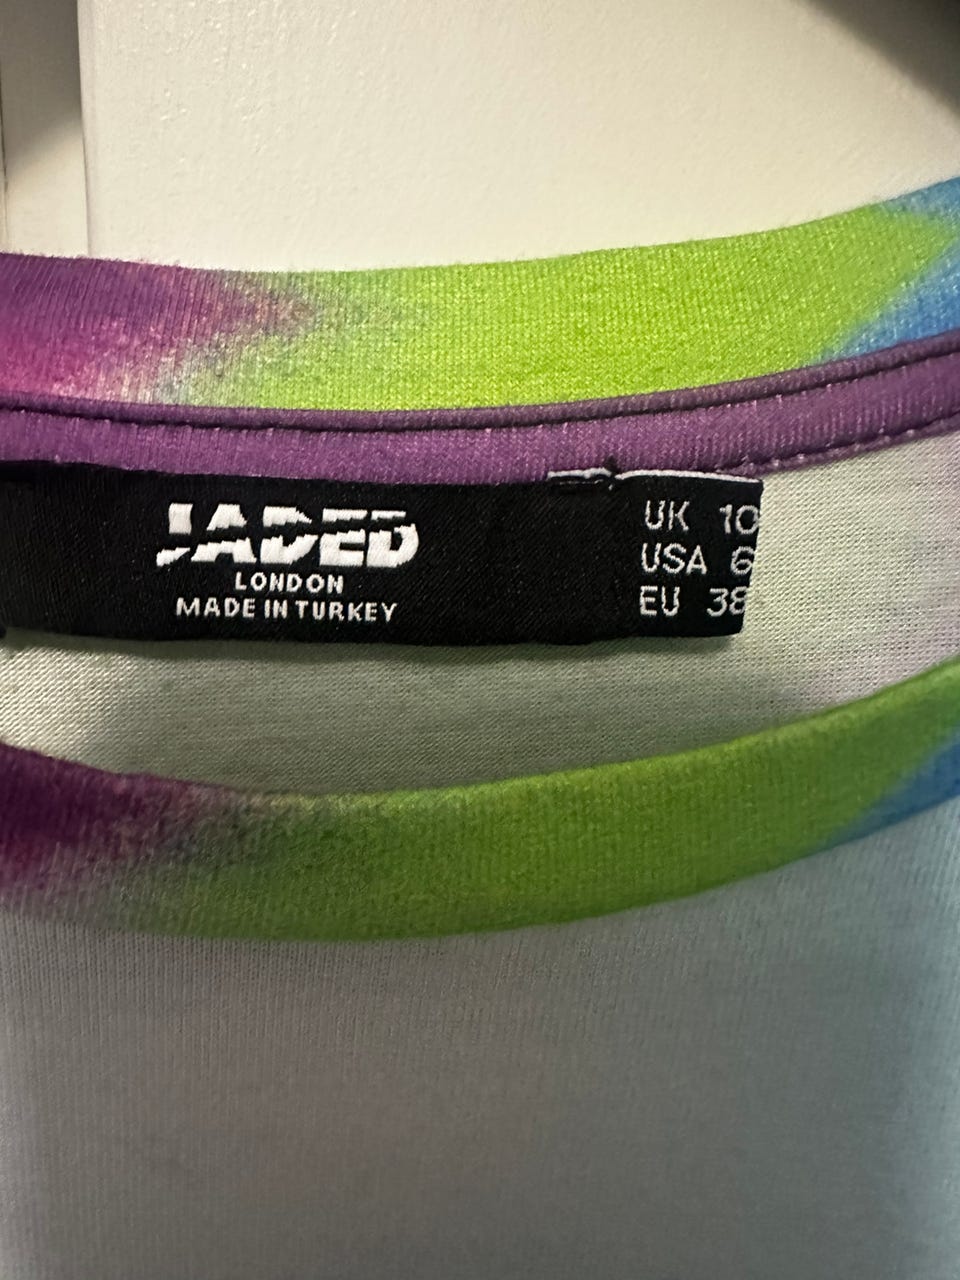 JADED
LONDON
MADE IN TURKEY
UK 10
USA 6
EU 38